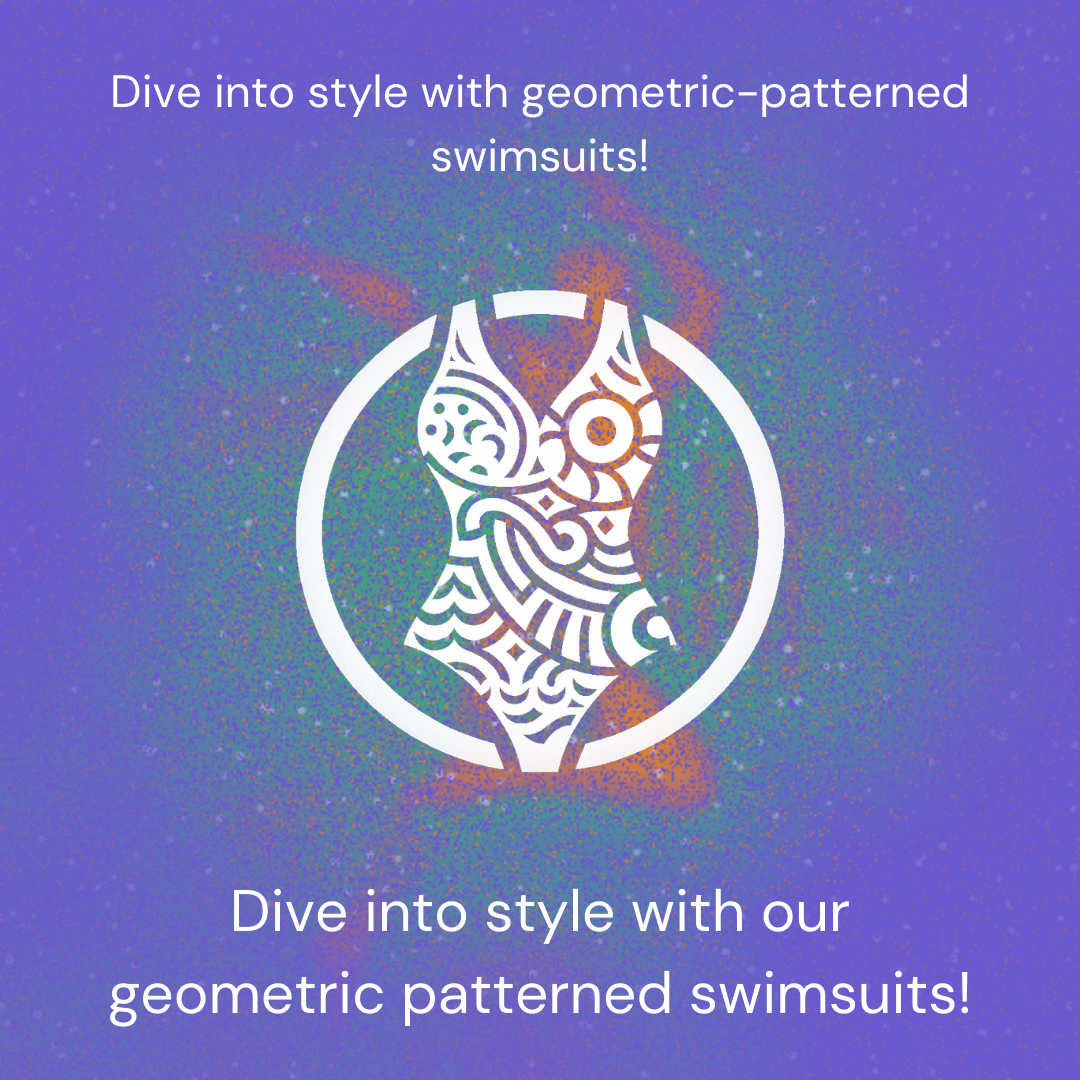 Dive into style with geometric-patterned
swimsuits!
Dive into style with our
geometric patterned swimsuits!